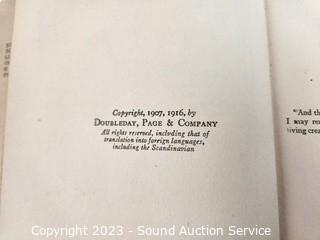 Copyright, 1907, 1916, by
DOUBLEDAY, PAGE & COMPANY
All rights reserved, including that of
translation into foreign languages,
including the Scandinavian
"And th
I may re
living crea
Copyright 2023 - Sound Auction Service